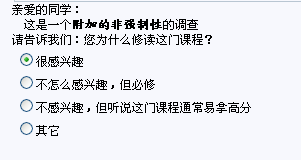 亲爱的同学：
这是一个附加的非强制性的调查
请告诉我们：您为什么修读这门课程？
很感兴趣
不怎么感兴趣，但必修
不感兴趣，但听说这门课程通常易拿高分
其它